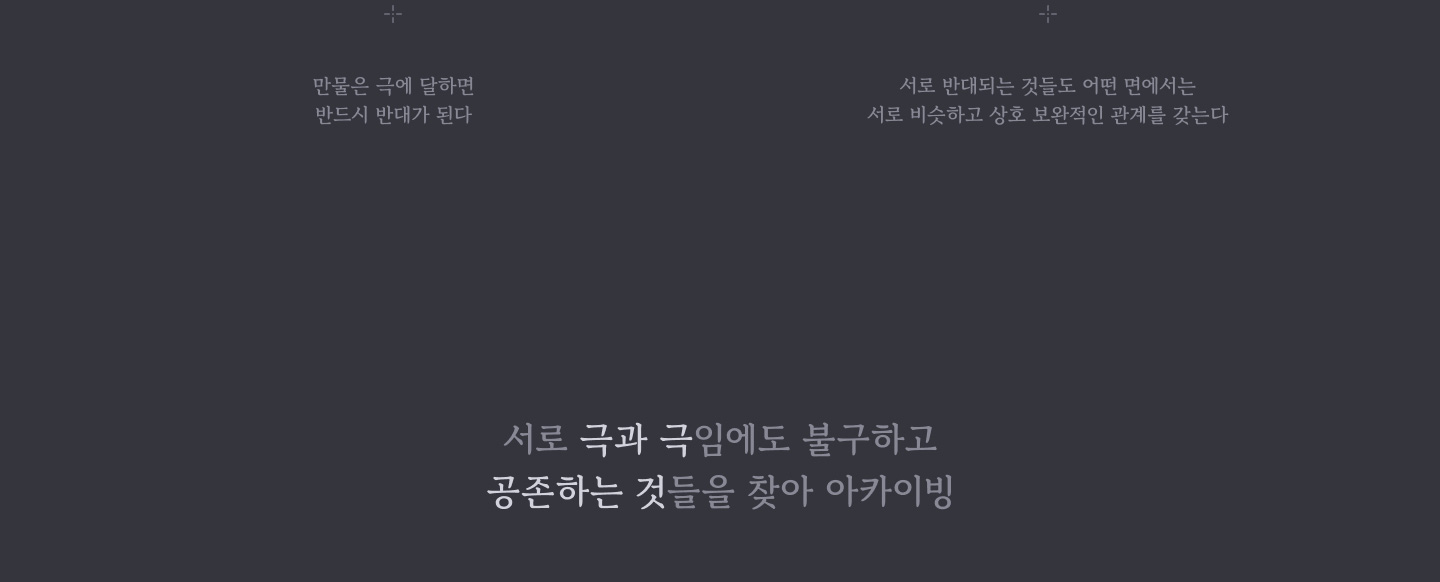 만물은 극에 달하면
반드시 반대가 된다
서로 반대되는 것들도 어떤 면에서는
서로 비슷하고 상호 보완적인 관계를 갖는다
서로 극과 극임에도 불구하고
공존하는 것들을 찾아 아카이빙